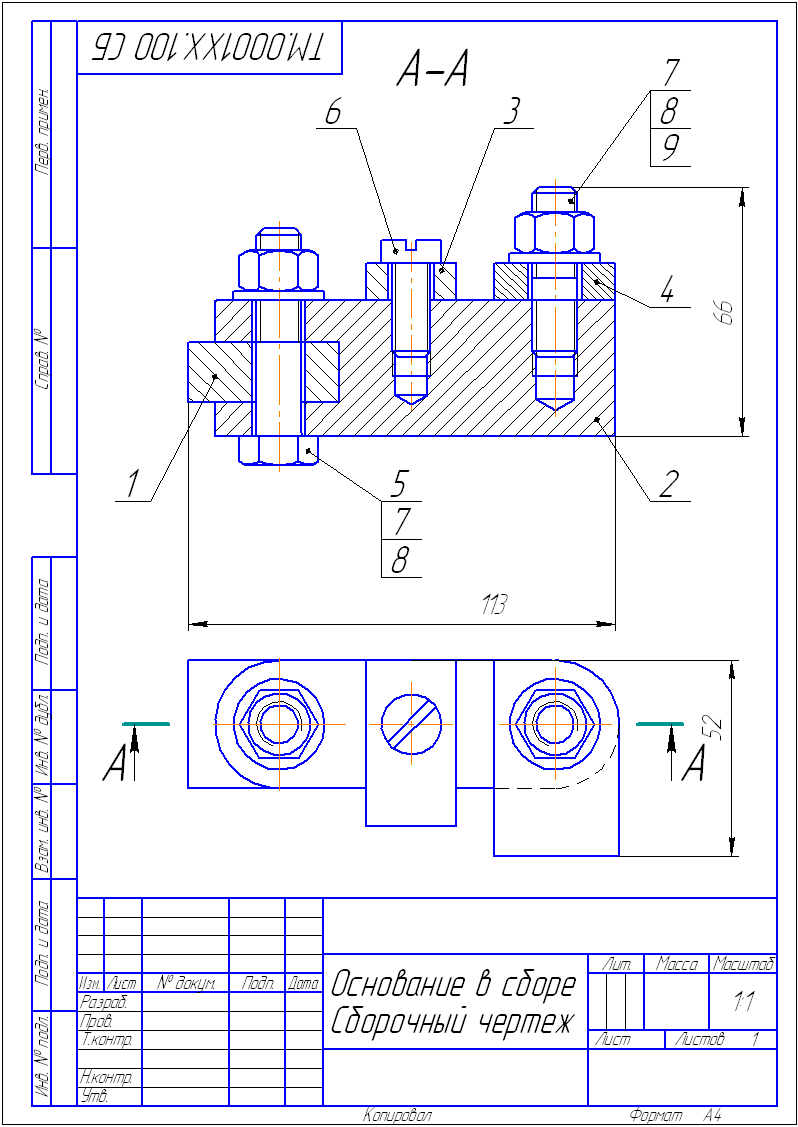 ТМ.0001ХХ.100 СБ
Перв. примен.
Справ. №
Подп. и дата
Инв. № дубл.
Взам. инв. №
Подп. и дата
Инв. № подл.
А-А
6
3
7
8
9
4
66
1
5
7
8
2
113
52
А
А
Изм.
Лист
№ докум.
Подп.
Дата
Разраб.
Пров.
Т.контр.
Н.контр.
Утв.
Основание в сборе
Сборочный чертеж
Лит.
Масса
Масштаб
1:1
Лист
Листов 1
Копировал
Формат А4